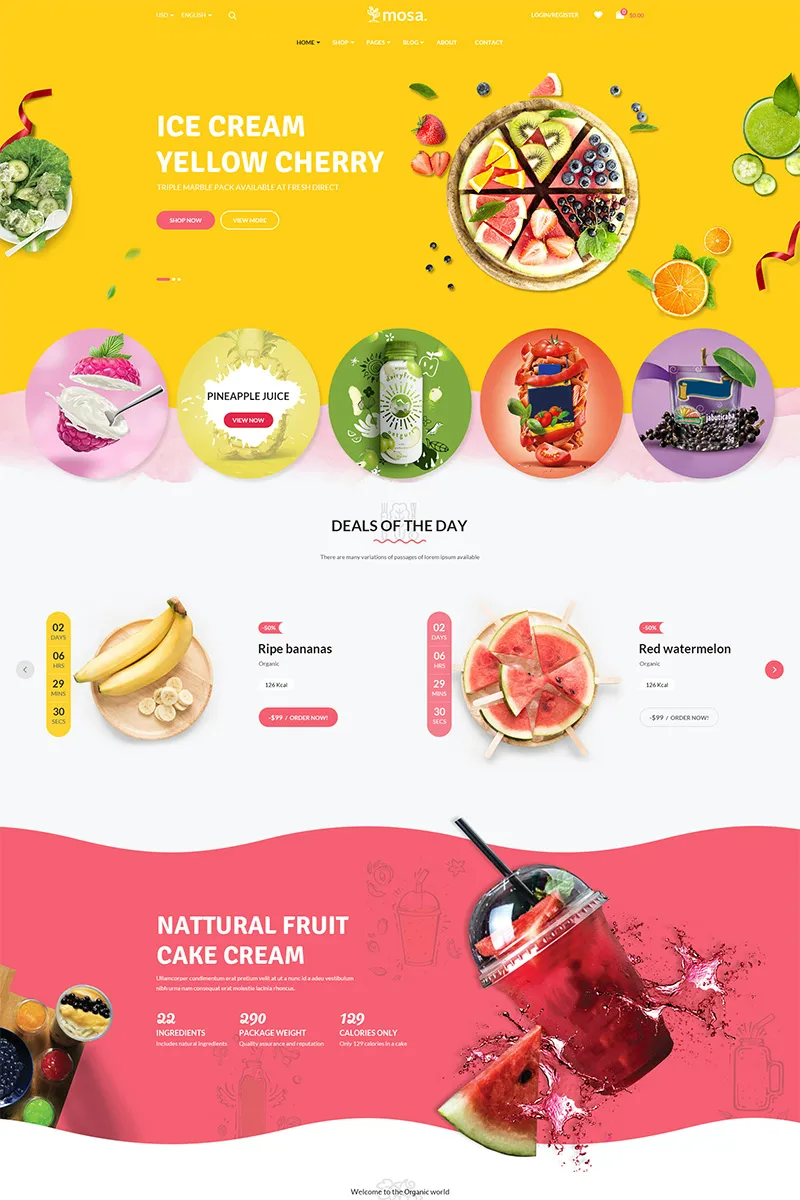 USD ENGLISH
mosa.
LOGIN/REGISTER 0 $0.00
HOME SHOP PAGES BLOG ABOUT CONTACT
ICE CREAM
YELLOW CHERRY
TRIPLE MARBLE PACK AVAILABLE AT FRESH DIRECT
SHOP NOW VIEW MORE
PINEAPPLE JUICE
VIEW NOW
jabuticaba
DEALS OF THE DAY
There are many variations of passages of lorem ipsum available
02
DAYS
06
HRS
29
MINS
30
SECS
-50%
Ripe bananas
Organic
126 Kcal
-$99 / ORDER NOW!
02
DAYS
06
HRS
29
MINS
30
SECS
-50%
Red watermelon
Organic
126 Kcal
-$99 / ORDER NOW!
NATTURAL FRUIT
CAKE CREAM
Ullamcorper condimentum erat pretium velit at ut a nunc id a adeu vestibulum
nibh urna nam consequat erat molestie lacinia rhoncus.
22 290 129
INGREDIENTS PACKAGE WEIGHT CALORIES ONLY
Includes natural ingredients Quality assurance and reputation Only 129 calories in a cake
Welcome to the Organic world